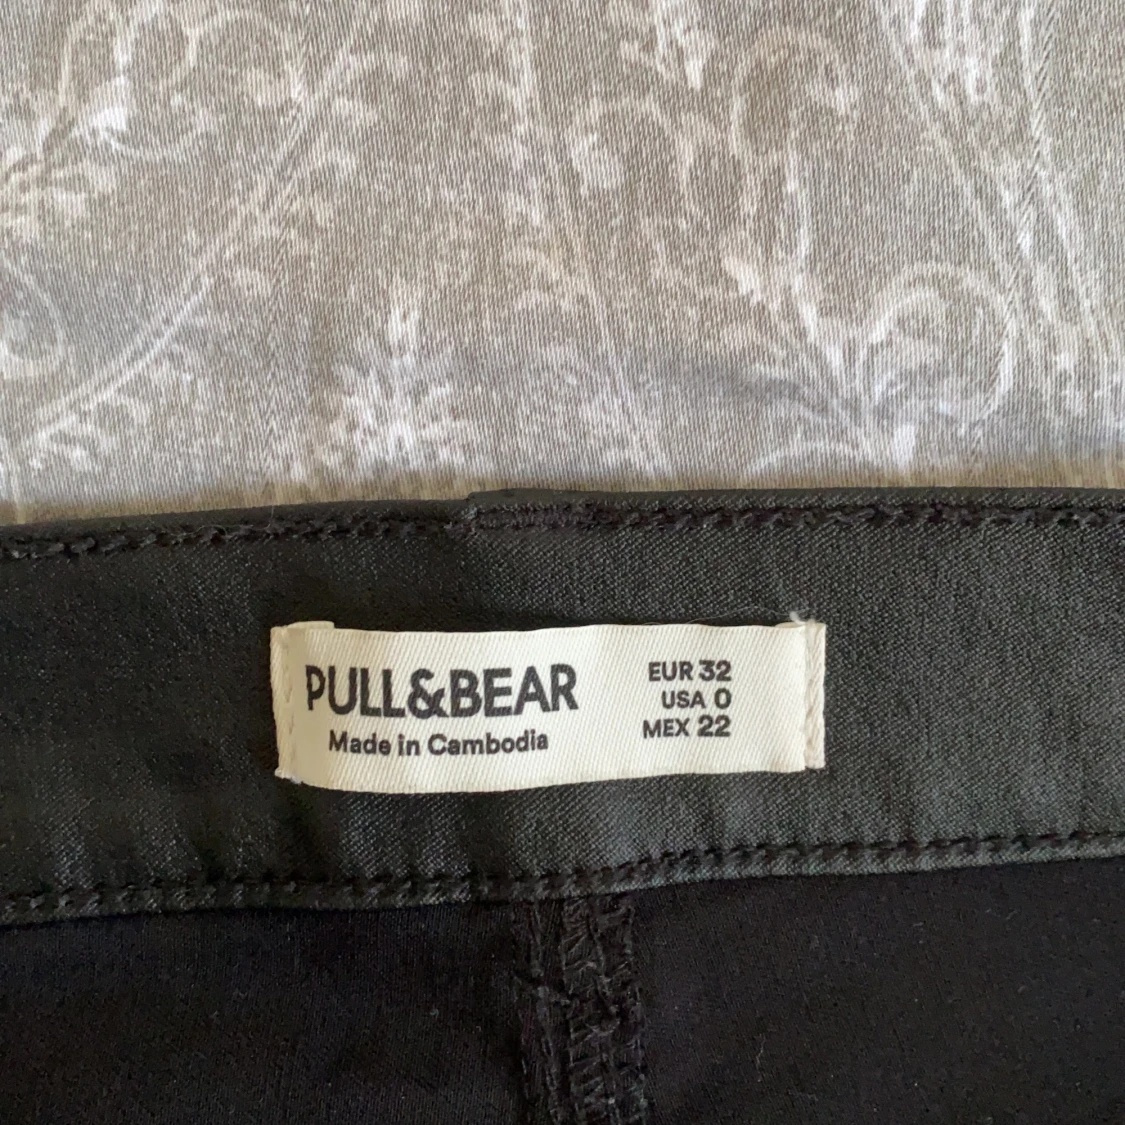 PULL&BEAR
Made in Cambodia
EUR 32
USA 0
MEX 22